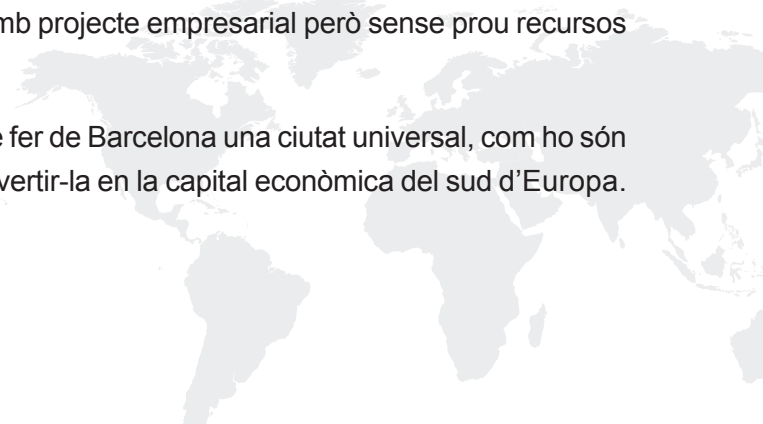 mb projecte empresarial però sense prou recursos
e fer de Barcelona una ciutat universal, com ho són
vertir-la en la capital econòmica del sud d’Europa.